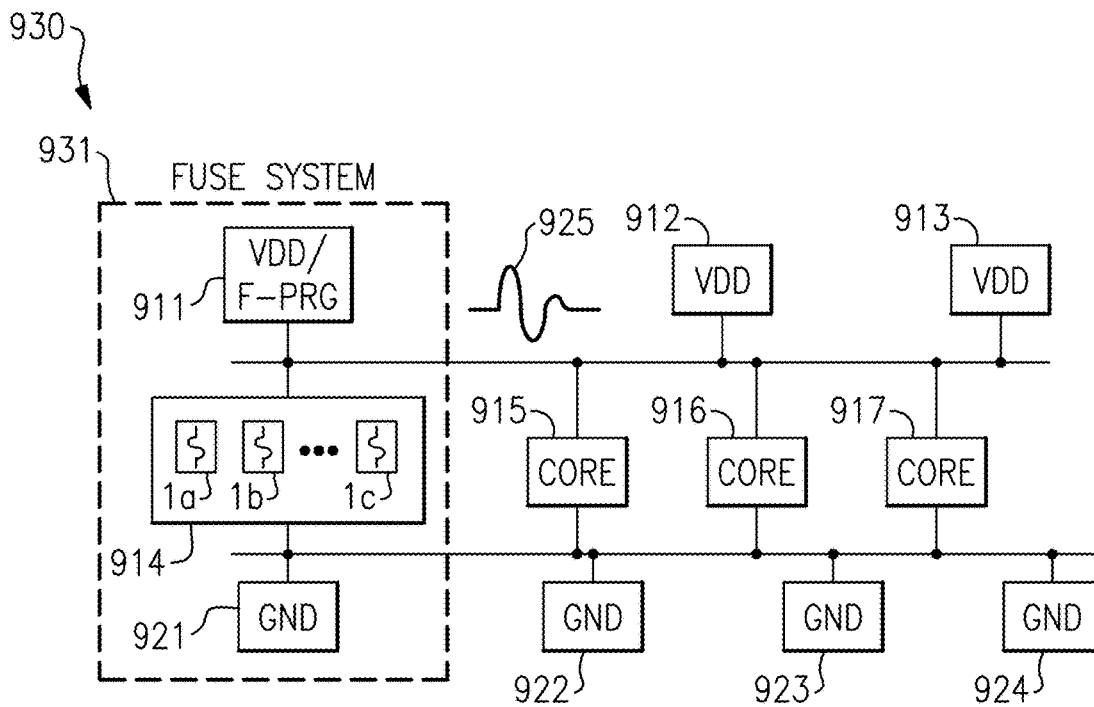 930
931
FUSE SYSTEM
VDD/
F-PRG
911
925
912
VDD
913
VDD
915
CORE
916
CORE
917
CORE
1a
1b
1c
914
GND
921
GND
922
GND
923
GND
924